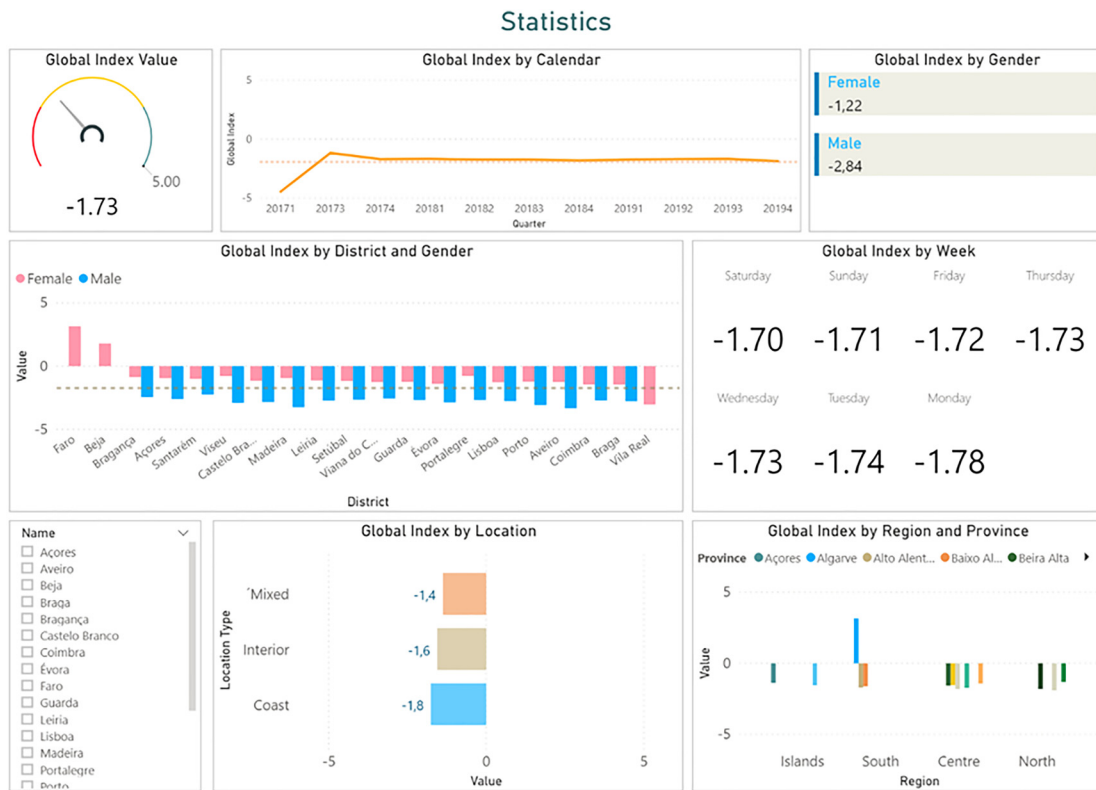 Statistics
Global Index Value
5.00
-1.73
Global Index by Calendar
Global Index
5
0
-5
20171 20173 20174 20181 20182 20183 20184 20191 20192 20193 20194
Quarter
Global Index by Gender
Female
-1,22
Male
-2,84
Global Index by District and Gender
Female Male
Value
5
0
-5
Faro Beja Bragança Açores Santarém Viseu Castelo Bra... Madeira Leiria Setúbal Viana do C... Guarda Évora Portalegre Lisboa Porto Aveiro Coimbra Braga Vila Real
District
Global Index by Week
Saturday Sunday Friday Thursday
-1.70 -1.71 -1.72 -1.73
Wednesday Tuesday Monday
-1.73 -1.74 -1.78
Name
Açores
Aveiro
Beja
Braga
Bragança
Castelo Branco
Coimbra
Évora
Faro
Guarda
Leiria
Lisboa
Madeira
Portalegre
Porto
Global Index by Location
Location Type
´Mixed -1,4
Interior -1,6
Coast -1,8
-5 0 5
Value
Global Index by Region and Province
Province Açores Algarve Alto Alent... Baixo Al... Beira Alta
Value
5
0
-5
Islands South Centre North
Region